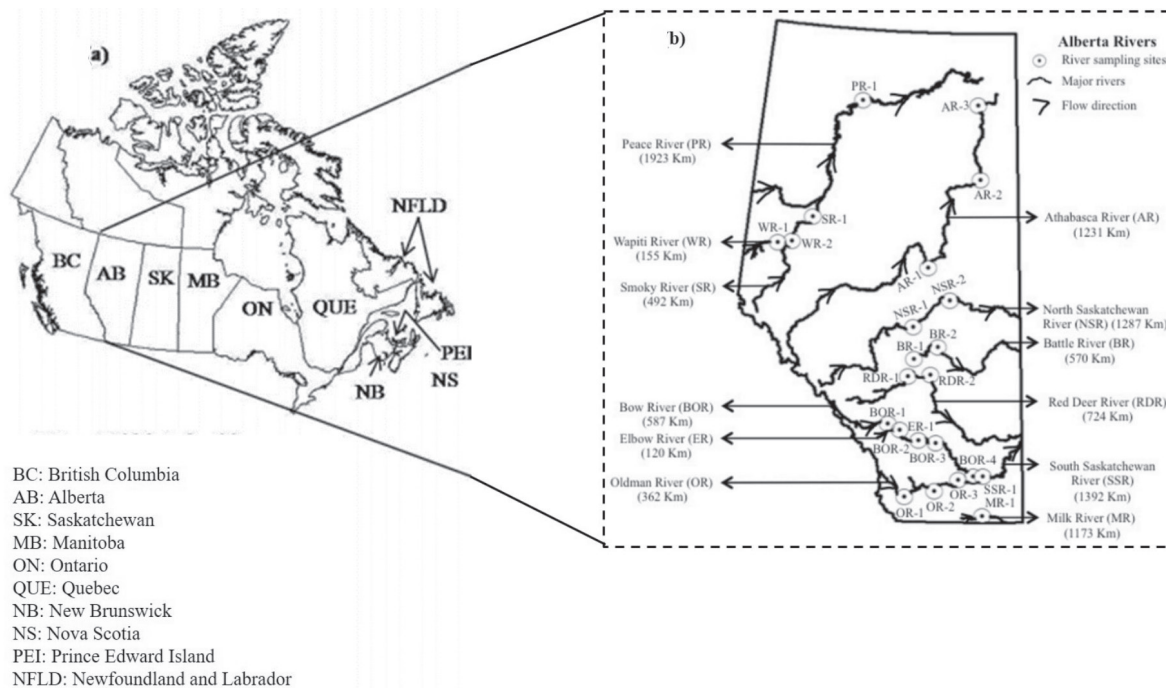 a)
BC
AB
SK
MB
ON
QUE
NFLD
PEI
NB
NS
BC: British Columbia
AB: Alberta
SK: Saskatchewan
MB: Manitoba
ON: Ontario
QUE: Quebec
NB: New Brunswick
NS: Nova Scotia
PEI: Prince Edward Island
NFLD: Newfoundland and Labrador
b)
Alberta Rivers
River sampling sites
Major rivers
Flow direction
Peace River (PR)
(1923 Km)
Wapiti River (WR)
(155 Km)
Smoky River (SR)
(492 Km)
Bow River (BOR)
(587 Km)
Elbow River (ER)
(120 Km)
Oldman River (OR)
(362 Km)
PR-1
AR-3
AR-2
SR-1
WR-1
WR-2
AR-1
NSR-2
NSR-1
BR-2
BR-1
RDR-1
RDR-2
BOR-1
ER-1
BOR-2
BOR-3
BOR-4
OR-3
SSR-1
OR-1
OR-2
MR-1
Athabasca River (AR)
(1231 Km)
North Saskatchewan
River (NSR) (1287 Km)
Battle River (BR)
(570 Km)
Red Deer River (RDR)
(724 Km)
South Saskatchewan
River (SSR)
(1392 Km)
Milk River (MR)
(1173 Km)